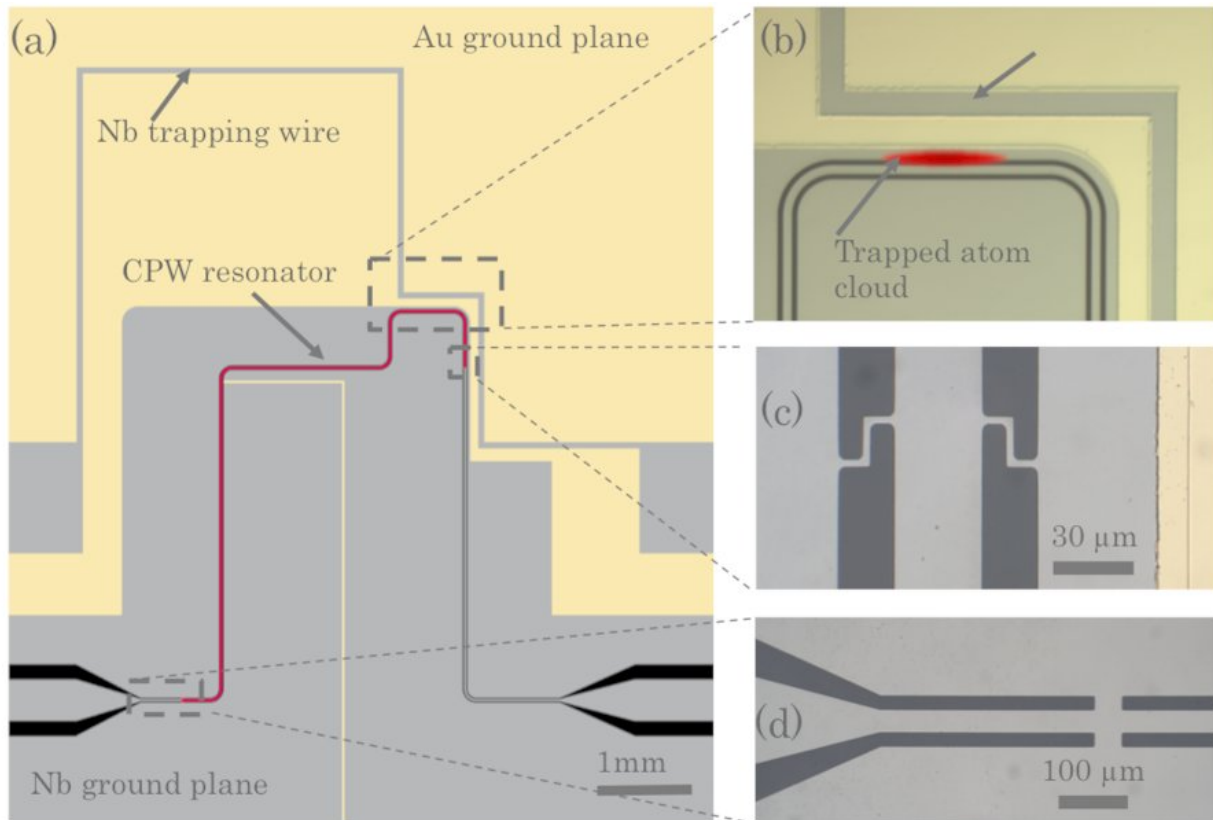 (a)
Au ground plane
Nb trapping wire
CPW resonator
Nb ground plane
1mm
(b)
Trapped atom
cloud
(c)
30 µm
(d)
100 µm